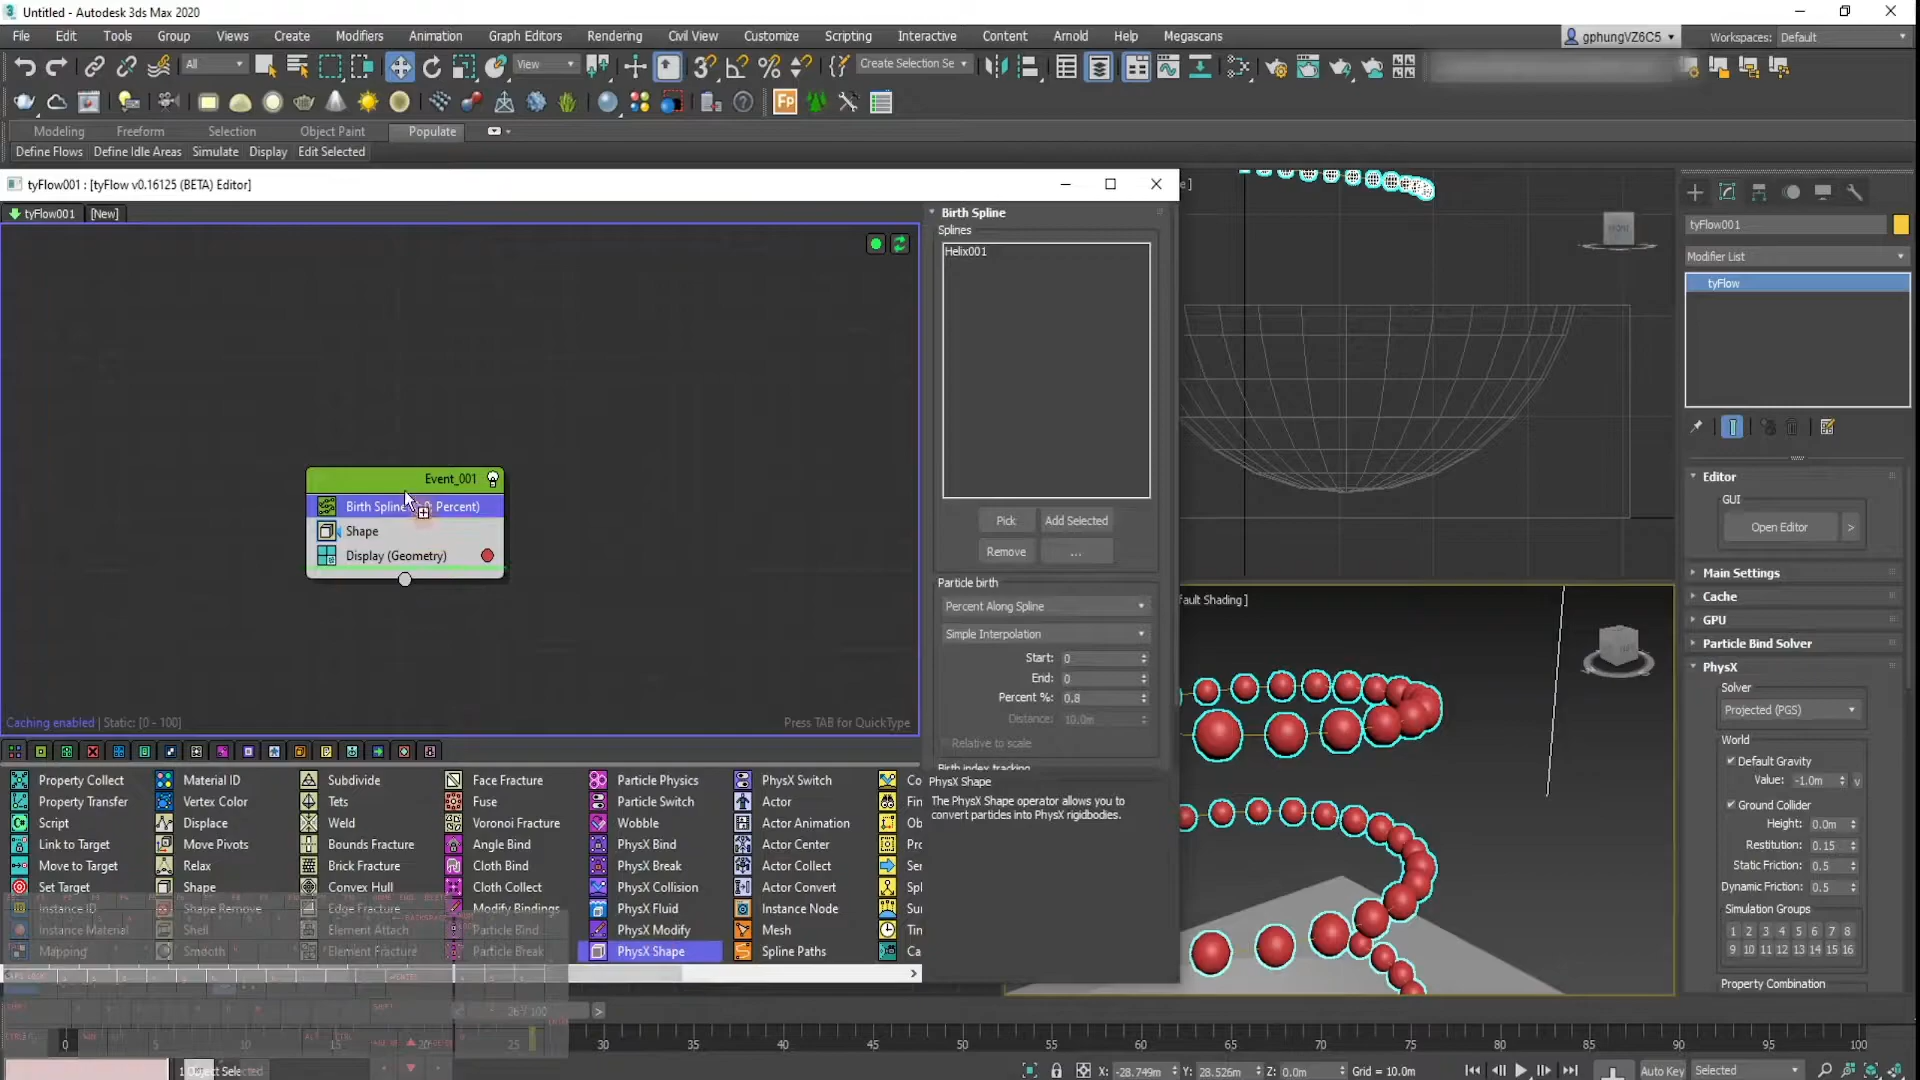 Untitled - Autodesk 3ds Max 2020
File Edit Tools Group Views Create Modifiers Animation Graph Editors Rendering Civil View Customize Scripting Interactive Content Arnold Help Megascans
gphungVZ6C5
Workspaces: Default
All
View
Create Selection Se
Modeling Freeform Selection Object Paint Populate
Define Flows Define Idle Areas Simulate Display Edit Selected
tyFlow001 : [tyFlow v0.16125 (BETA) Editor]
tyFlow001 [New]
Event_001
Birth Spline Percent)
Shape
Display (Geometry)
Caching enabled | Static: [0 - 100]
Press TAB for QuickType
Birth Spline
Splines
Helix001
Pick Add Selected
Remove ...
Particle birth
Percent Along Spline
Simple Interpolation
Start: 0
End: 0
Percent %: 0.8
Distance: 10.0m
Relative to scale
Birth index tracking
PhysX Shape
The PhysX Shape operator allows you to
convert particles into PhysX rigidbodies.
Property Collect Material ID Subdivide Face Fracture Particle Physics PhysX Switch
Property Transfer Vertex Color Tets Fuse Particle Switch Actor
Script Displace Weld Voronoi Fracture Wobble Actor Animation
Link to Target Move Pivots Bounds Fracture Angle Bind PhysX Bind Actor Center
Move to Target Relax Brick Fracture Cloth Bind PhysX Break Actor Collect
Set Target Shape Convex Hull Cloth Collect PhysX Collision Actor Convert
Instance ID Shape Remove Edge Fracture Modify Bindings PhysX Fluid Instance Node
Instance Material Shell Element Attach Particle Bind PhysX Modify Mesh
Mapping Smooth Element Fracture Particle Break PhysX Shape Spline Paths
fault Shading ]
tyFlow001
Modifier List
tyFlow
Editor
GUI
Open Editor >
Main Settings
Cache
GPU
Particle Bind Solver
PhysX
Solver
Projected (PGS)
World
Default Gravity
Value: -1.0m
Ground Collider
Height: 0.0m
Restitution: 0.15
Static Friction: 0.5
Dynamic Friction: 0.5
Simulation Groups
1 2 3 4 5 6 7 8
9 10 11 12 13 14 15 16
Property Combination
26 / 100
0 5 10 15 20 25 30 35 40 45 50 55 60 65 70 75 80 85 90 95 100
1 Object Selected
X: -28.749m Y: 28.526m Z: 0.0m Grid = 10.0m
Auto Key Selected